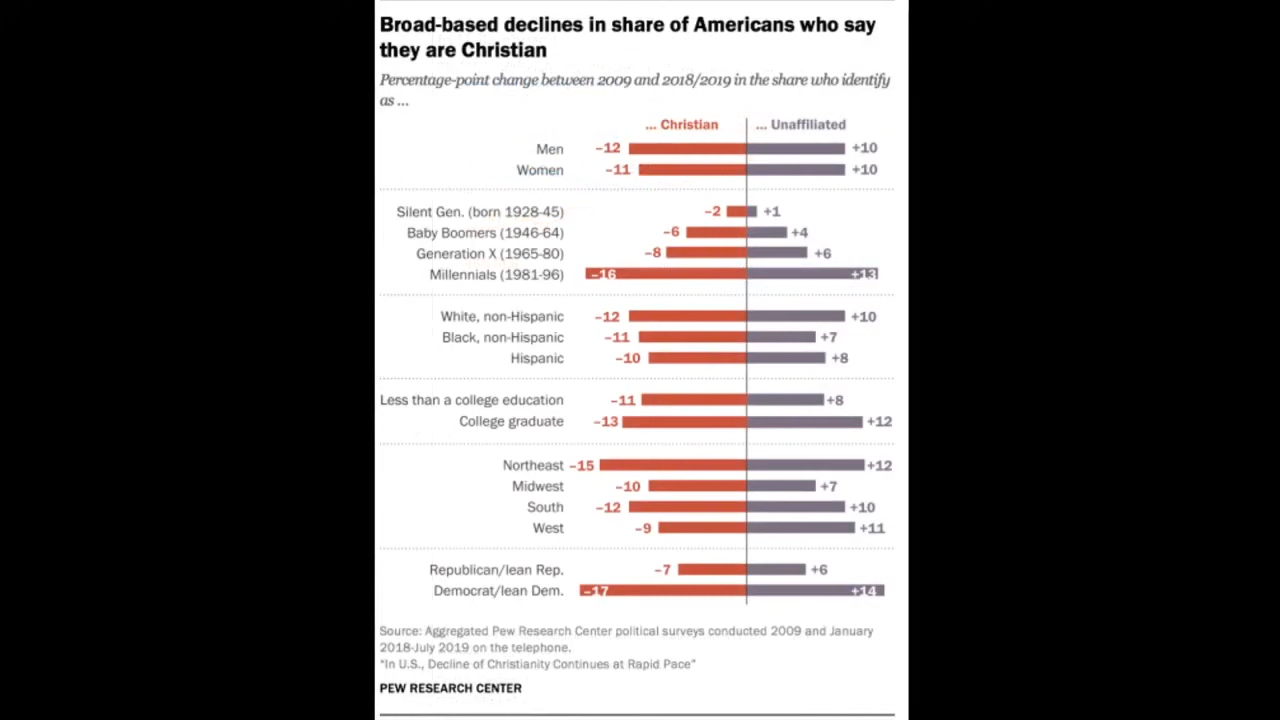 Broad-based declines in share of Americans who say
they are Christian
Percentage-point change between 2009 and 2018/2019 in the share who identify
as ...
... Christian ... Unaffiliated
Men –12 +10
Women –11 +10
Silent Gen. (born 1928-45) –2 +1
Baby Boomers (1946-64) –6 +4
Generation X (1965-80) –8 +6
Millennials (1981-96) –16 +13
White, non-Hispanic –12 +10
Black, non-Hispanic –11 +7
Hispanic –10 +8
Less than a college education –11 +8
College graduate –13 +12
Northeast –15 +12
Midwest –10 +7
South –12 +10
West –9 +11
Republican/lean Rep. –7 +6
Democrat/lean Dem. –17 +14
Source: Aggregated Pew Research Center political surveys conducted 2009 and January
2018-July 2019 on the telephone.
“In U.S., Decline of Christianity Continues at Rapid Pace”
PEW RESEARCH CENTER